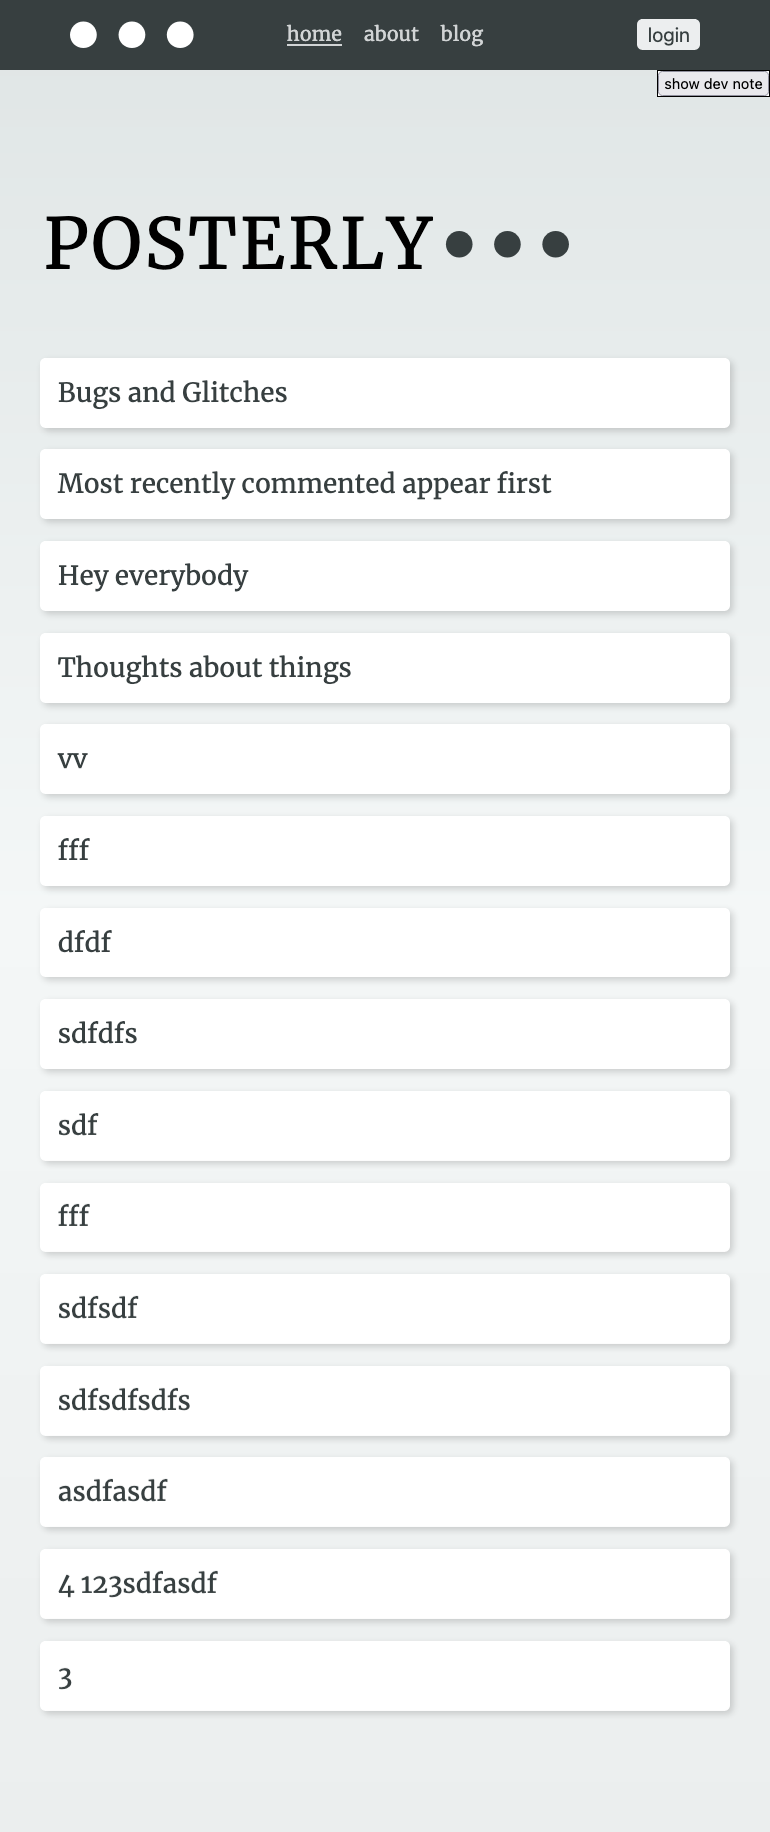 home about blog login
show dev note
POSTERLY
Bugs and Glitches
Most recently commented appear first
Hey everybody
Thoughts about things
vv
fff
dfdf
sdfdfs
sdf
fff
sdfsdf
sdfsdfsdfs
asdfasdf
4 123sdfasdf
3